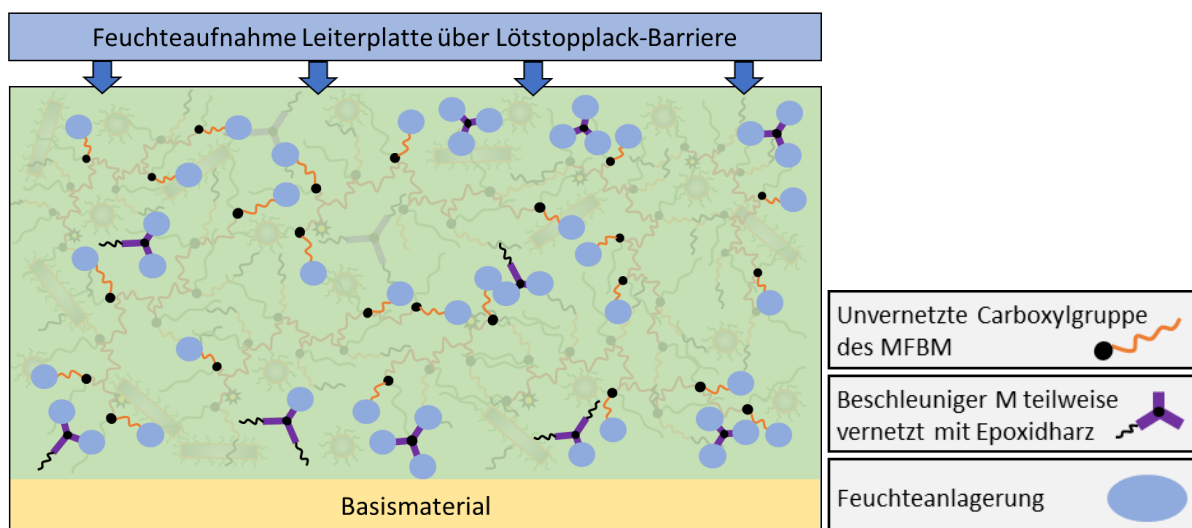 Feuchteaufnahme Leiterplatte über Lötstopplack-Barriere
Basismaterial
Unvernetzte Carboxylgruppe
des MFBM
Beschleuniger M teilweise
vernetzt mit Epoxidharz
Feuchteanlagerung